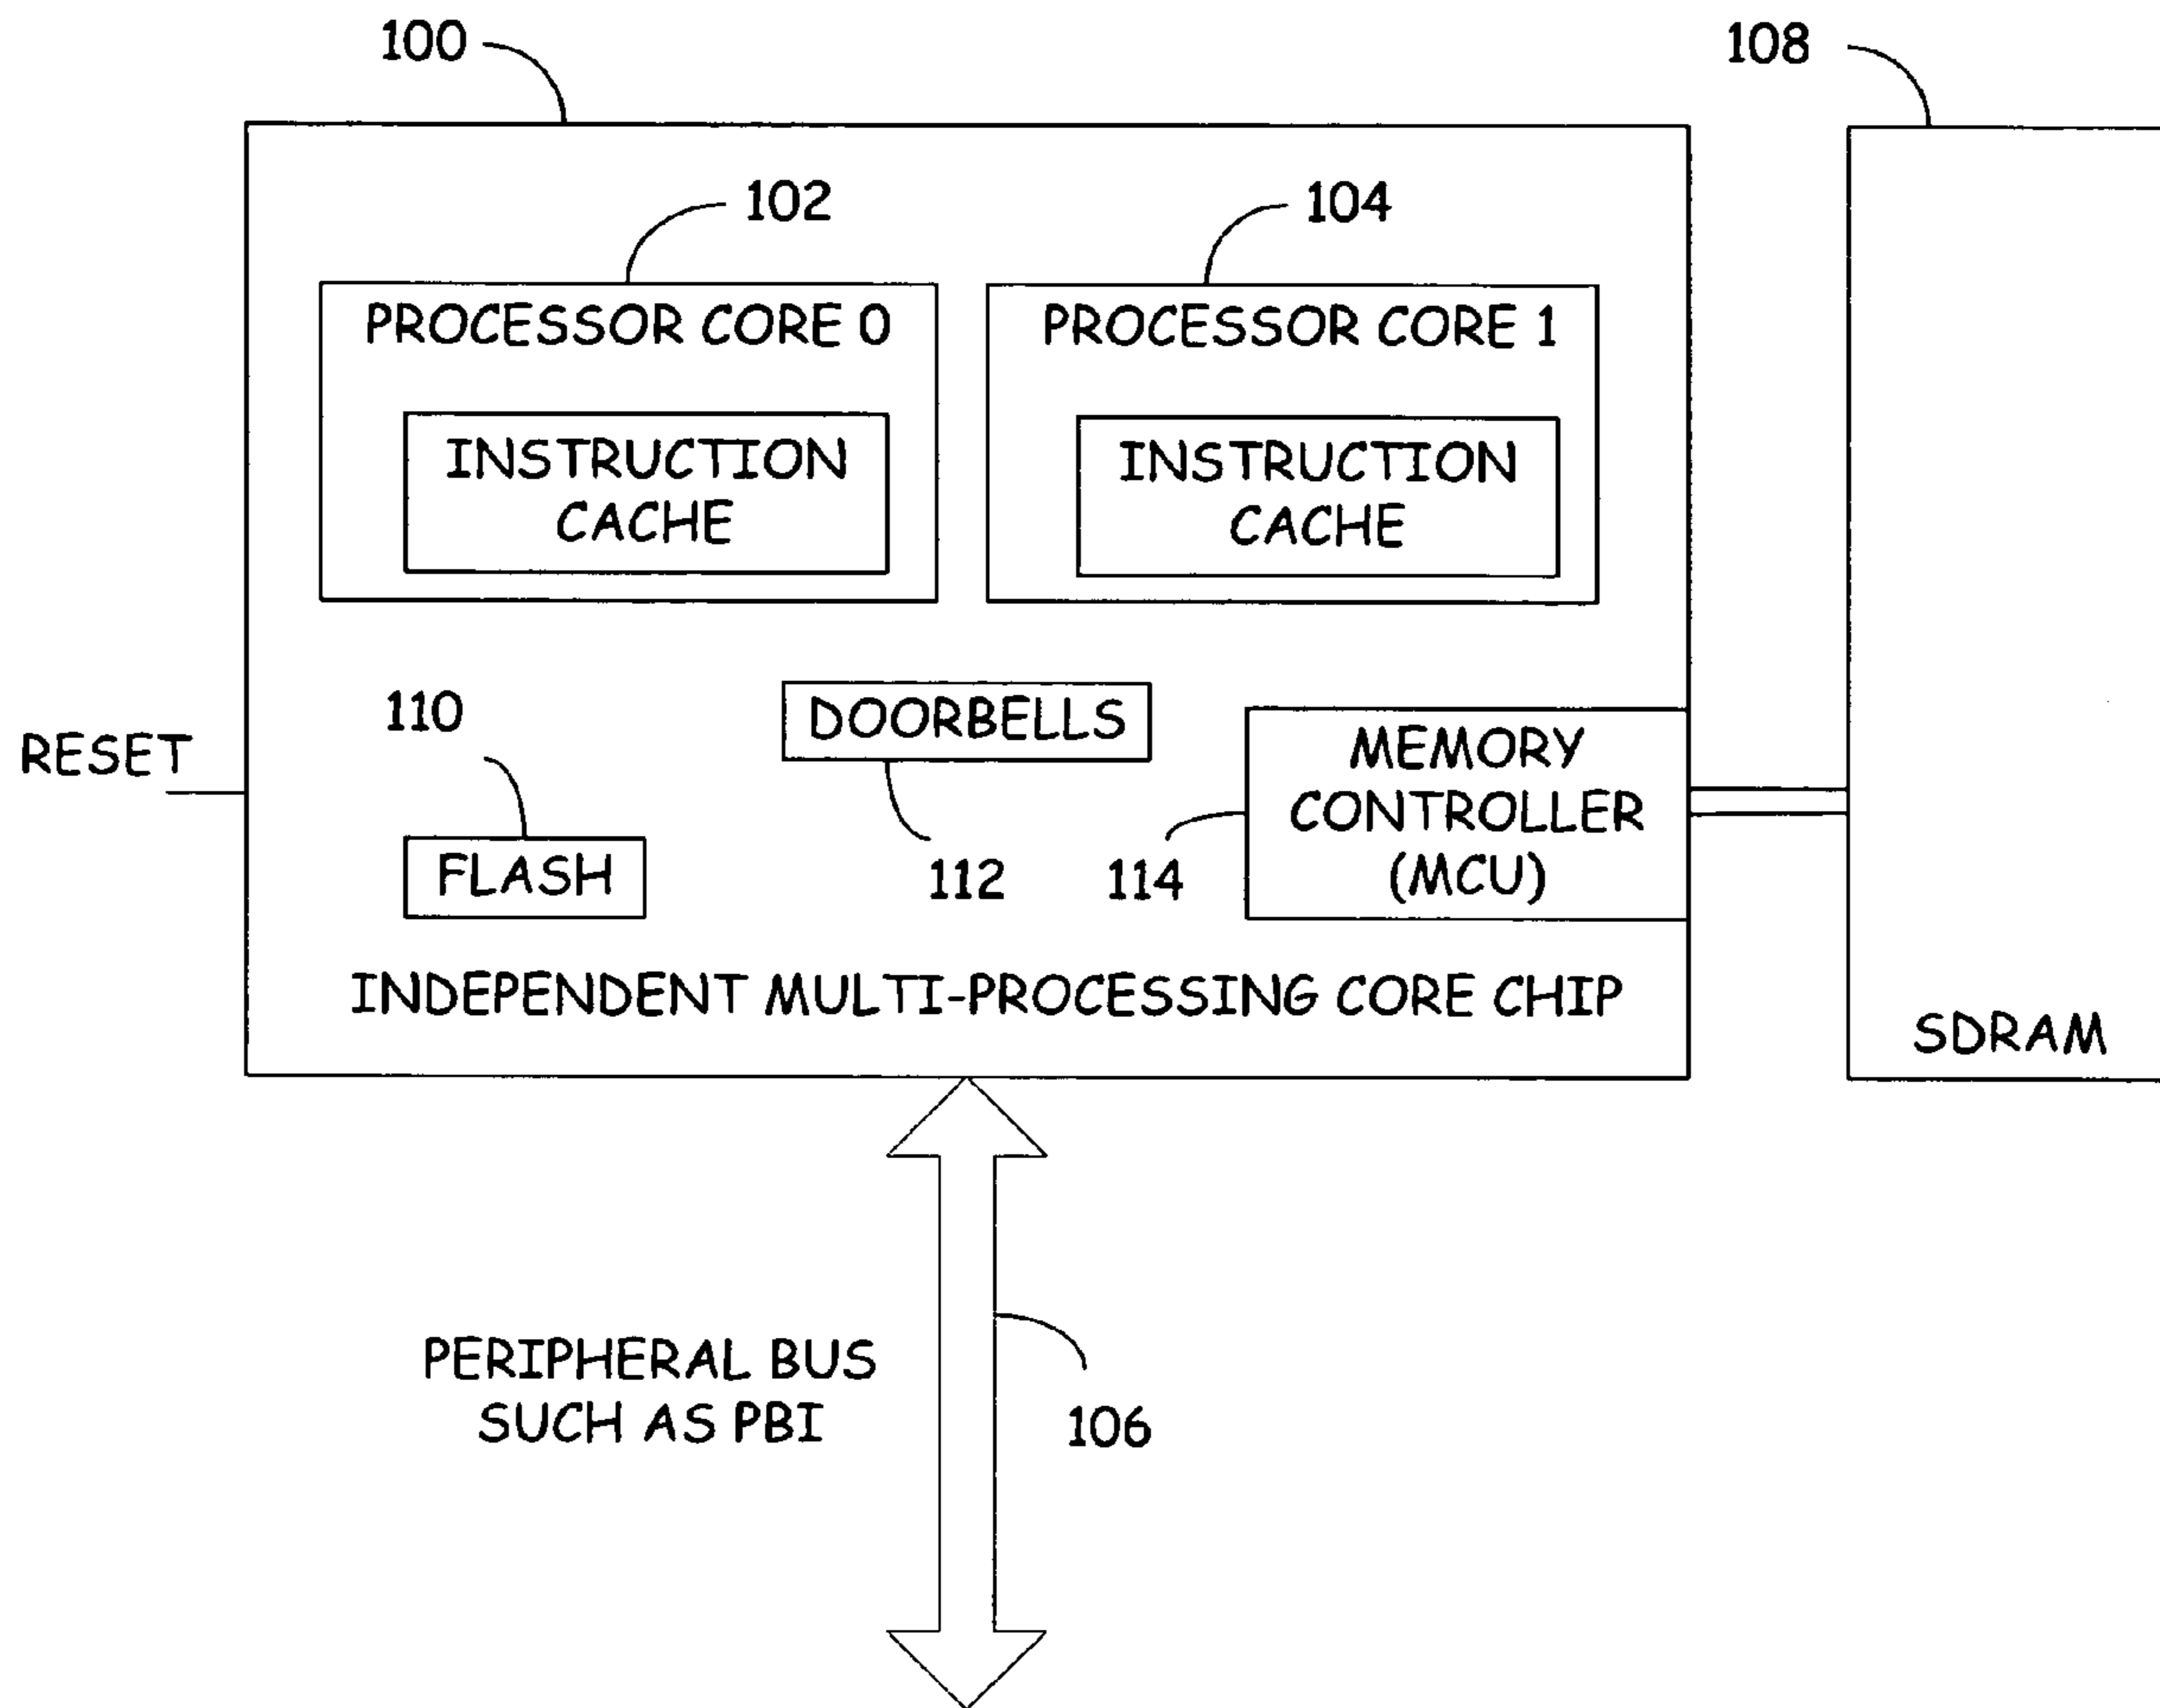 100
108
102
104
PROCESSOR CORE 0
PROCESSOR CORE 1
INSTRUCTION
CACHE
INSTRUCTION
CACHE
110
DOORBELLS
RESET
MEMORY
CONTROLLER
(MCU)
FLASH
112
114
INDEPENDENT MULTI-PROCESSING CORE CHIP
SDRAM
PERIPHERAL BUS
SUCH AS PBI
106